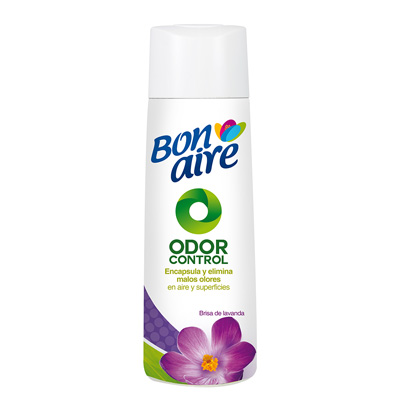 BON
aire
ODOR
CONTROL
Encapsula y elimina
malos olores
en aire y superficies
Brisa de lavanda